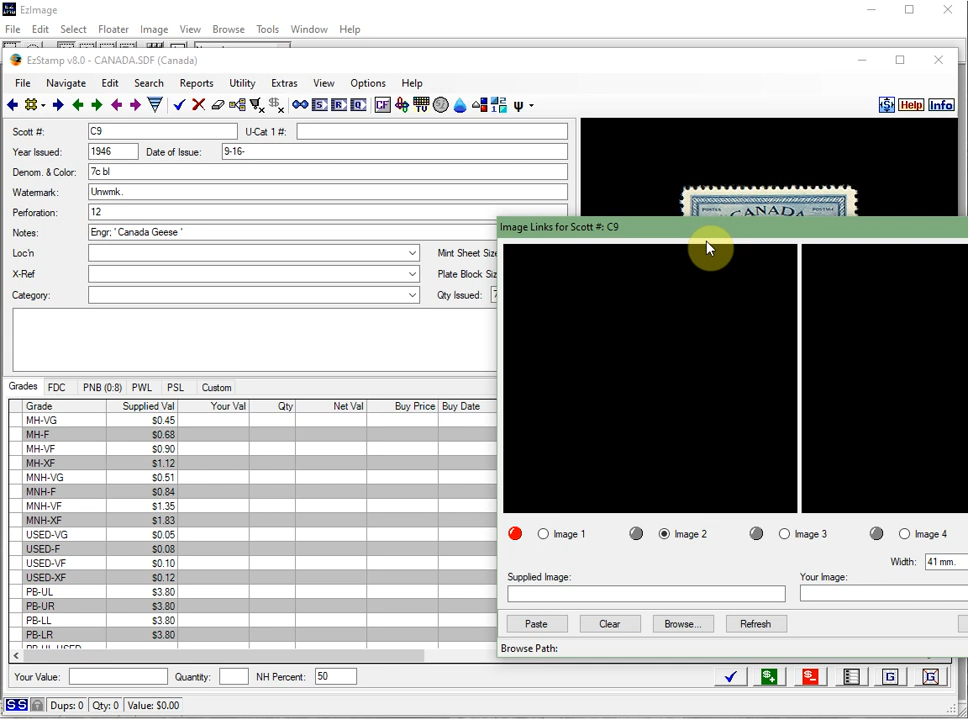 EzImage
File Edit Select Floater Image View Browse Tools Window Help
EzStamp v8.0 - CANADA.SDF (Canada)
File Navigate Edit Search Reports Utility Extras View Options Help
S R Q CF TV Help Info
Scott #: C9 U-Cat 1 #:
Year Issued: 1946 Date of Issue: 9-16-
Denom. & Color: 7c bl
Watermark: Unwmk.
Perforation: 12
Notes: Engr; ' Canada Geese '
Loc'n Mint Sheet Siz
X-Ref Plate Block Siz
Category: Qty Issued: 7
POSTES CANADA POSTAGE
Image Links for Scott #: C9
Grades FDC PNB (0:8) PWL PSL Custom
Grade Supplied Val Your Val Qty Net Val Buy Price Buy Date
MH-VG $0.45
MH-F $0.68
MH-VF $0.90
MH-XF $1.12
MNH-VG $0.51
MNH-F $0.84
MNH-VF $1.35
MNH-XF $1.83
USED-VG $0.05
USED-F $0.08
USED-VF $0.10
USED-XF $0.12
PB-UL $3.80
PB-UR $3.80
PB-LL $3.80
PB-LR $3.80
PB-UL-USED
Image 1 Image 2 Image 3 Image 4
Width: 41 mm.
Supplied Image: Your Image:
Paste Clear Browse... Refresh
Browse Path:
Your Value: Quantity: NH Percent: 50
G G
SS Dups: 0 Qty: 0 Value: $0.00